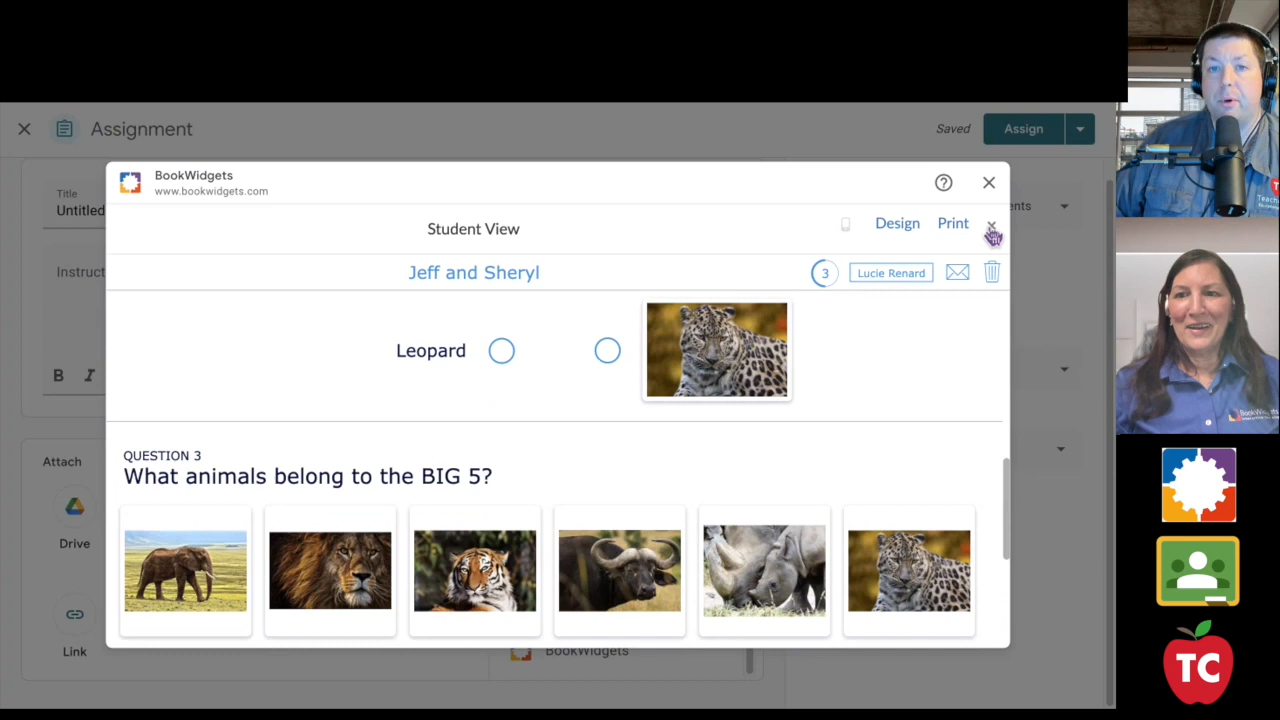 Assignment
Saved
Assign
BookWidgets
www.bookwidgets.com
Title
Untitled
Student View
Design
Print
Jeff and Sheryl
3
Lucie Renard
Instruct
Leopard
B I
QUESTION 3
What animals belong to the BIG 5?
Attach
Drive
Link
BookWidgets
BookWidgets
TC